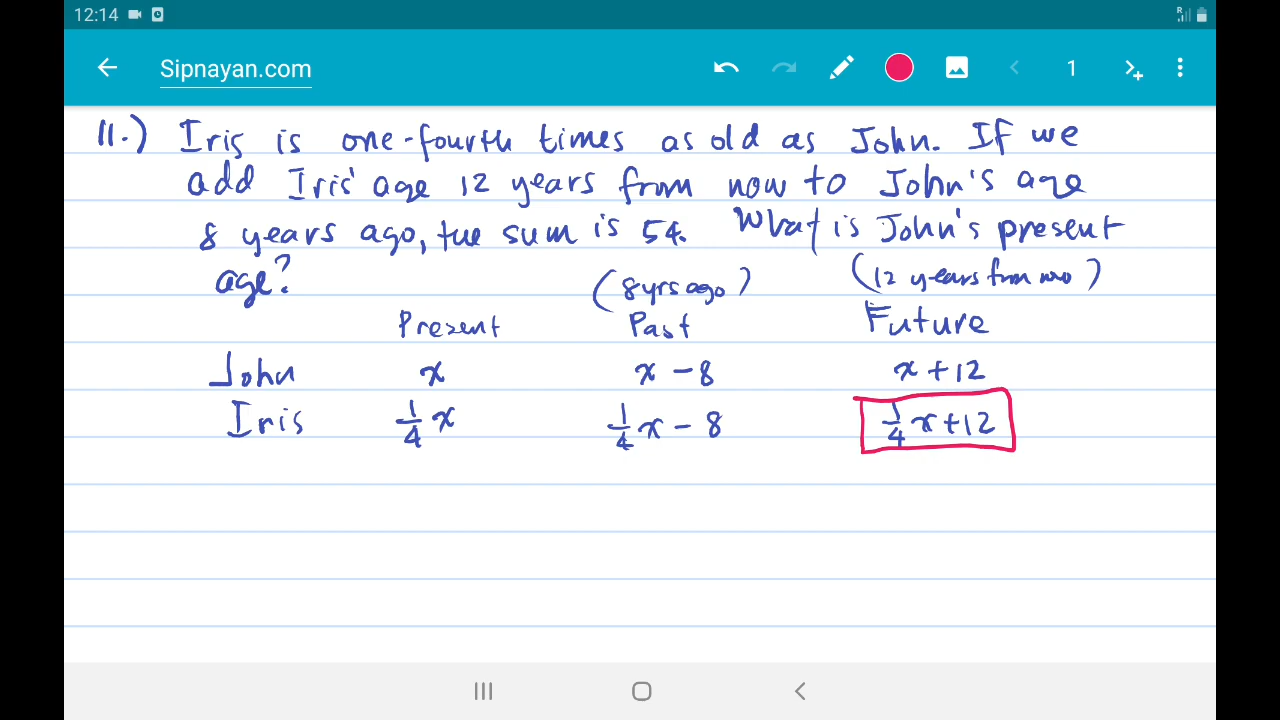 12:14
Sipnayan.com
1
11.) Iris is one-fourth times as old as John. If we
add Iris' age 12 years from now to John's age
8 years ago, the sum is 54. What is John's present
age?
(8yrs ago) (12 years from now)
Present Past Future
John x x - 8 x + 12
Iris 1/4 x 1/4 x - 8 1/4 x + 12